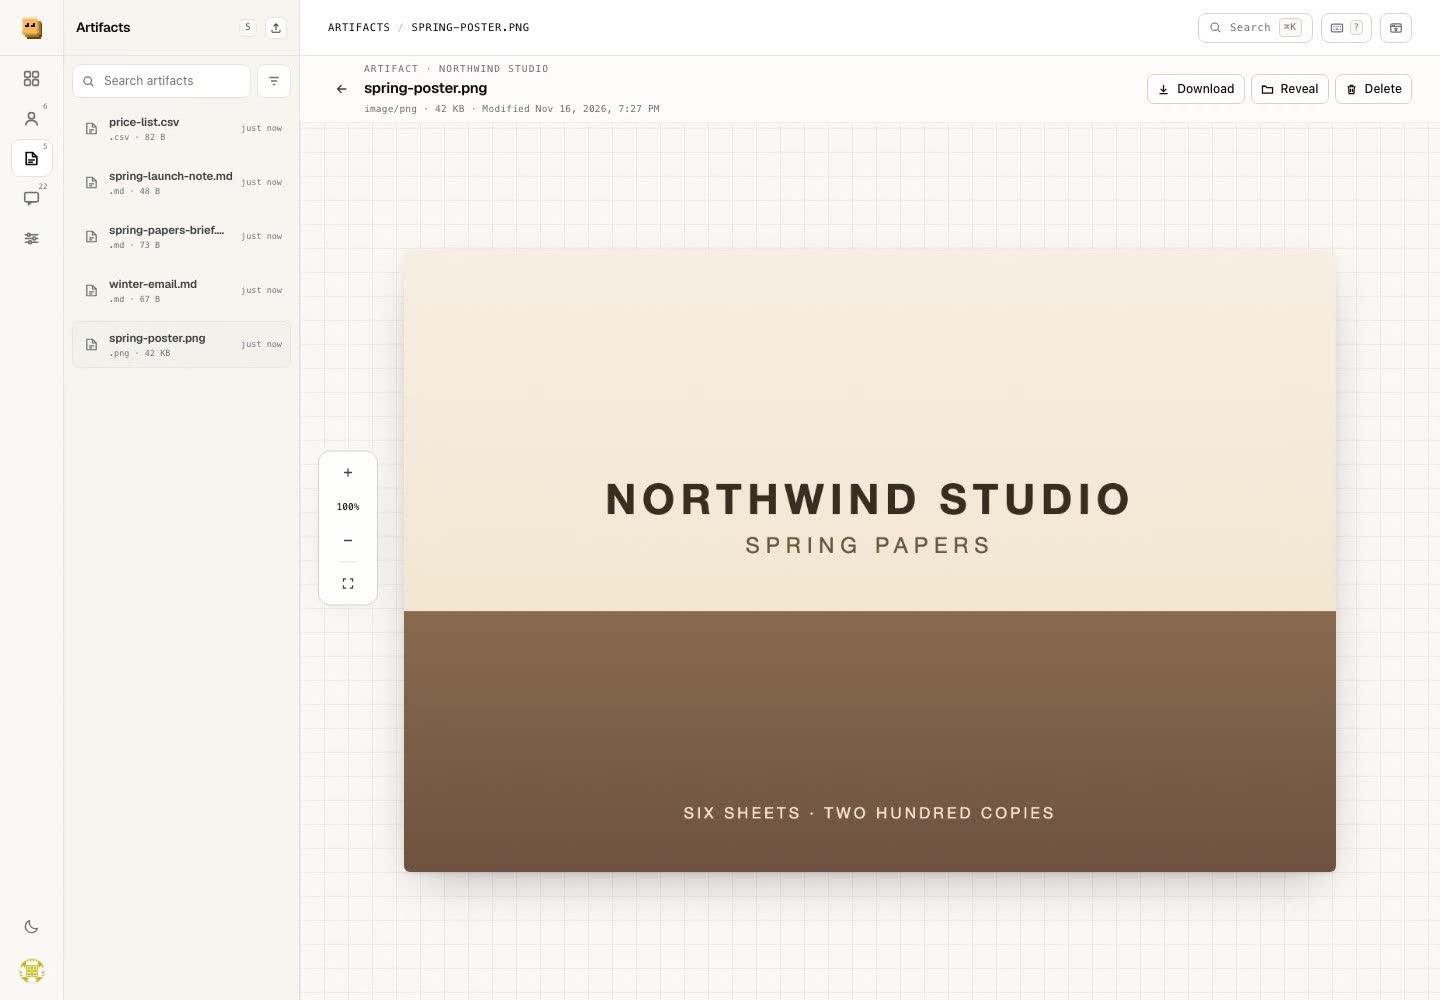 Artifacts
5
ARTIFACTS / SPRING-POSTER.PNG
Search ⌘K
?
Search artifacts
6
5
22
price-list.csv
.csv · 82 B
just now
spring-launch-note.md
.md · 48 B
just now
spring-papers-brief.…
.md · 73 B
just now
winter-email.md
.md · 67 B
just now
spring-poster.png
.png · 42 KB
just now
ARTIFACT · NORTHWIND STUDIO
spring-poster.png
image/png · 42 KB · Modified Nov 16, 2026, 7:27 PM
Download
Reveal
Delete
100%
NORTHWIND STUDIO
SPRING PAPERS
SIX SHEETS · TWO HUNDRED COPIES